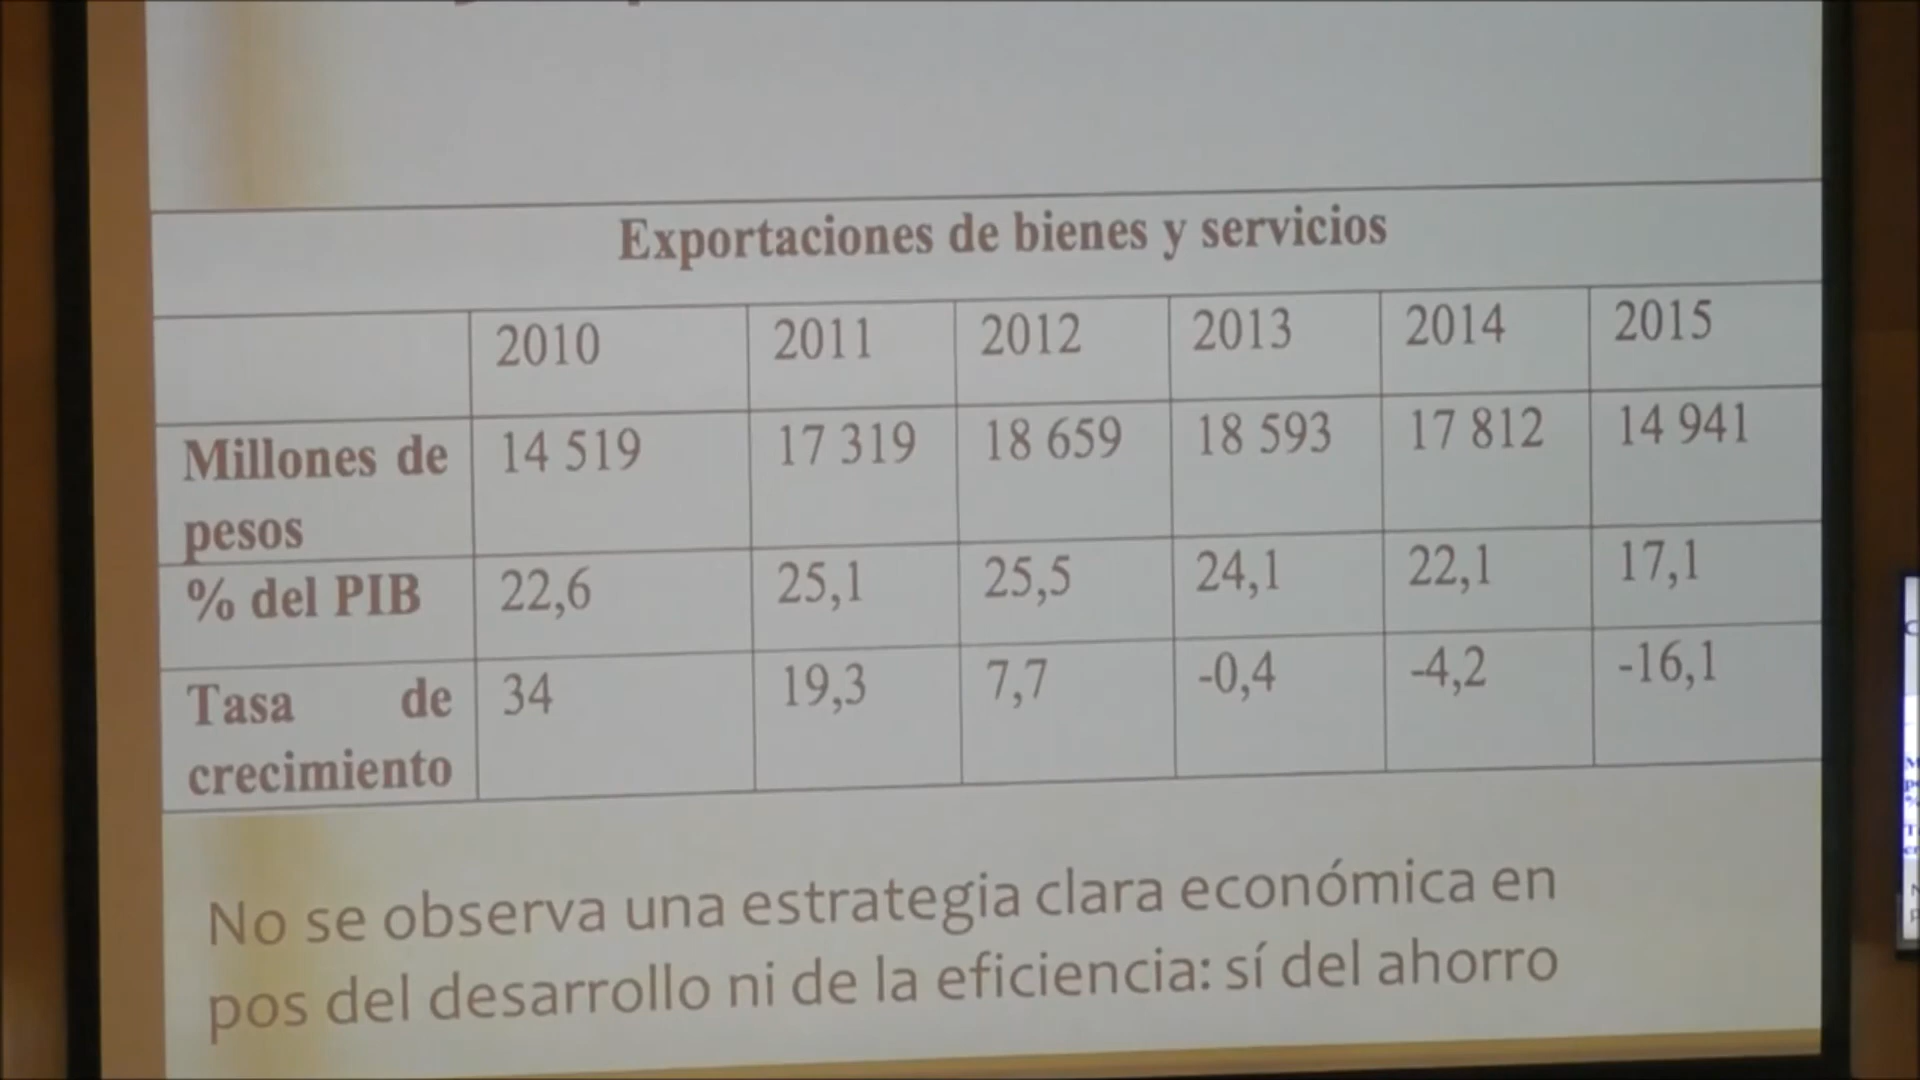 Exportaciones de bienes y servicios
2010 2011 2012 2013 2014 2015
Millones de 14 519 17 319 18 659 18 593 17 812 14 941
pesos
% del PIB 22,6 25,1 25,5 24,1 22,1 17,1
Tasa de 34 19,3 7,7 -0,4 -4,2 -16,1
crecimiento
No se observa una estrategia clara económica en
pos del desarrollo ni de la eficiencia: sí del ahorro